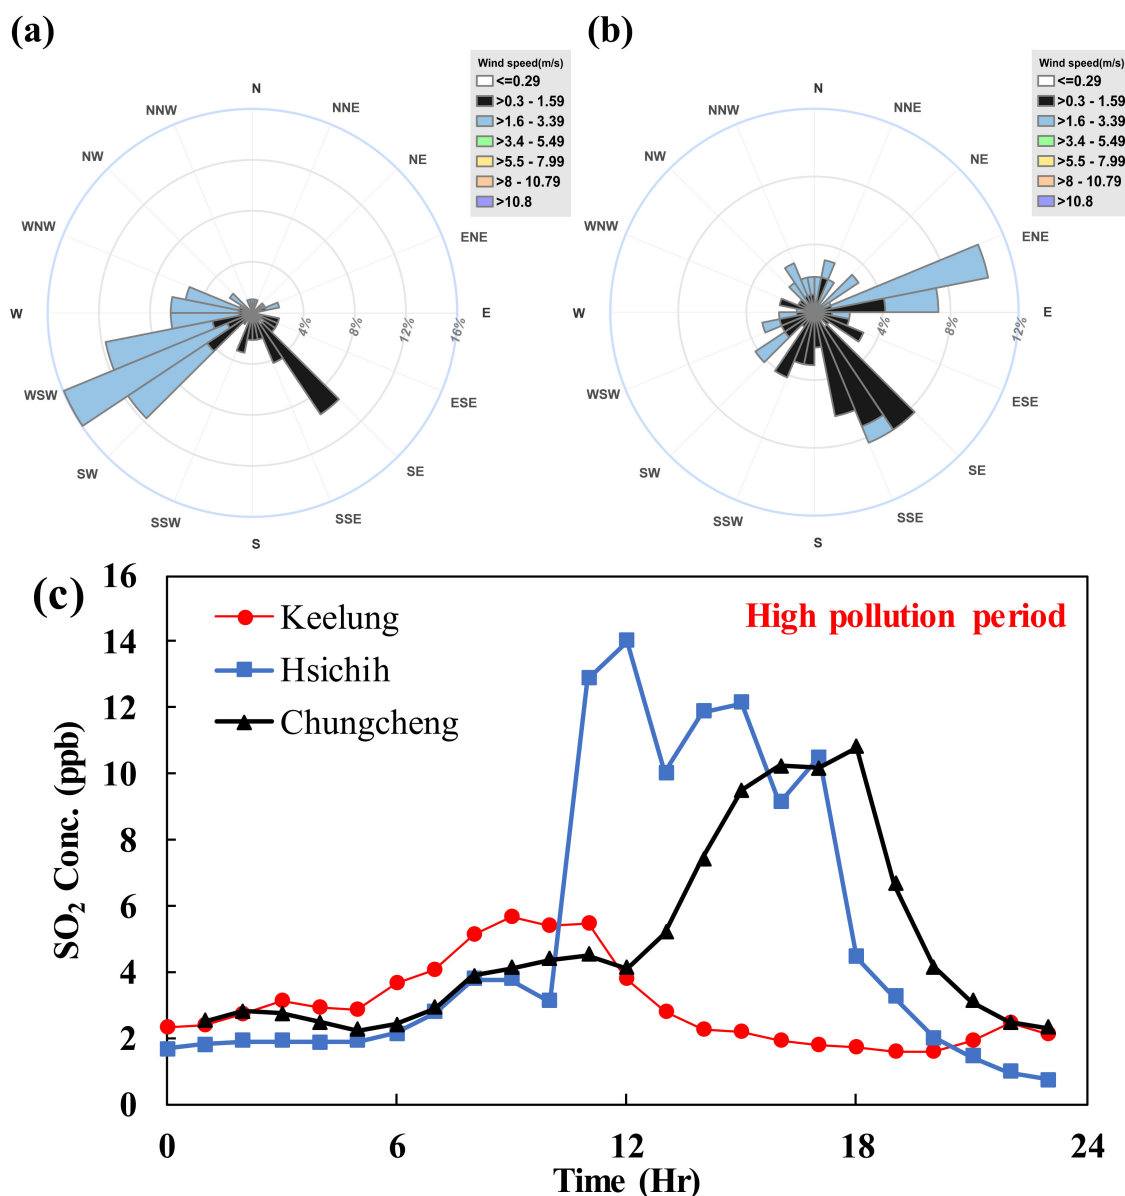 (a)
Wind speed(m/s)
<=0.29
>0.3 - 1.59
>1.6 - 3.39
>3.4 - 5.49
>5.5 - 7.99
>8 - 10.79
>10.8
N
NNE
NE
ENE
E
ESE
SE
SSE
S
SSW
SW
WSW
W
WNW
NW
NNW
4%
8%
12%
16%
(b)
Wind speed(m/s)
<=0.29
>0.3 - 1.59
>1.6 - 3.39
>3.4 - 5.49
>5.5 - 7.99
>8 - 10.79
>10.8
N
NNE
NE
ENE
E
ESE
SE
SSE
S
SSW
SW
WSW
W
WNW
NW
NNW
4%
8%
12%
(c)
High pollution period
Keelung
Hsichih
Chungcheng
SO₂ Conc. (ppb)
16
14
12
10
8
6
4
2
0
0 6 12 18 24
Time (Hr)